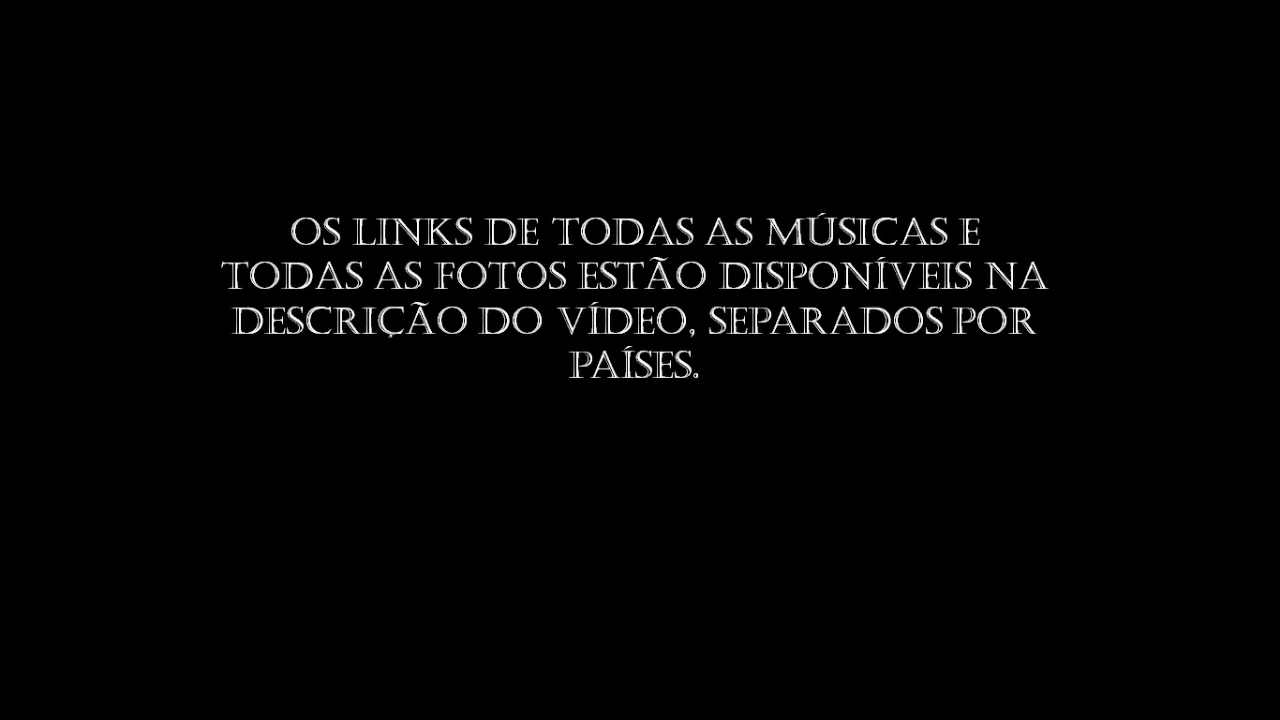 OS LINKS DE TODAS AS MÚSICAS E
TODAS AS FOTOS ESTÃO DISPONÍVEIS NA
DESCRIÇÃO DO VÍDEO, SEPARADOS POR
PAÍSES.